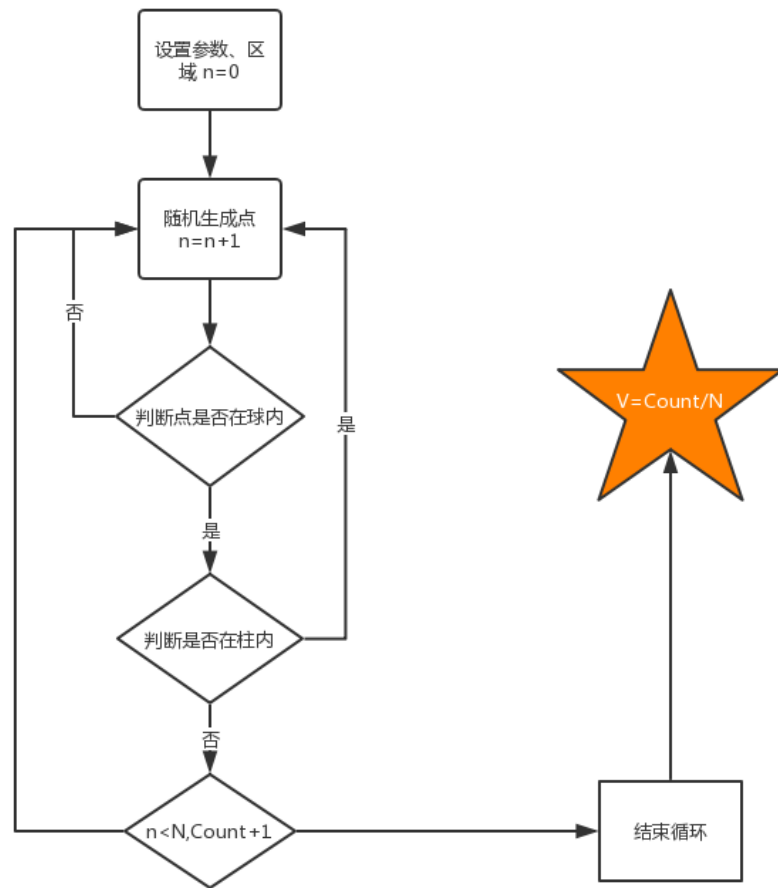 设置参数、区
域 n=0
随机生成点
n=n+1
否
判断点是否在球内
是
是
判断是否在柱内
否
n<N,Count+1
结束循环
V=Count/N